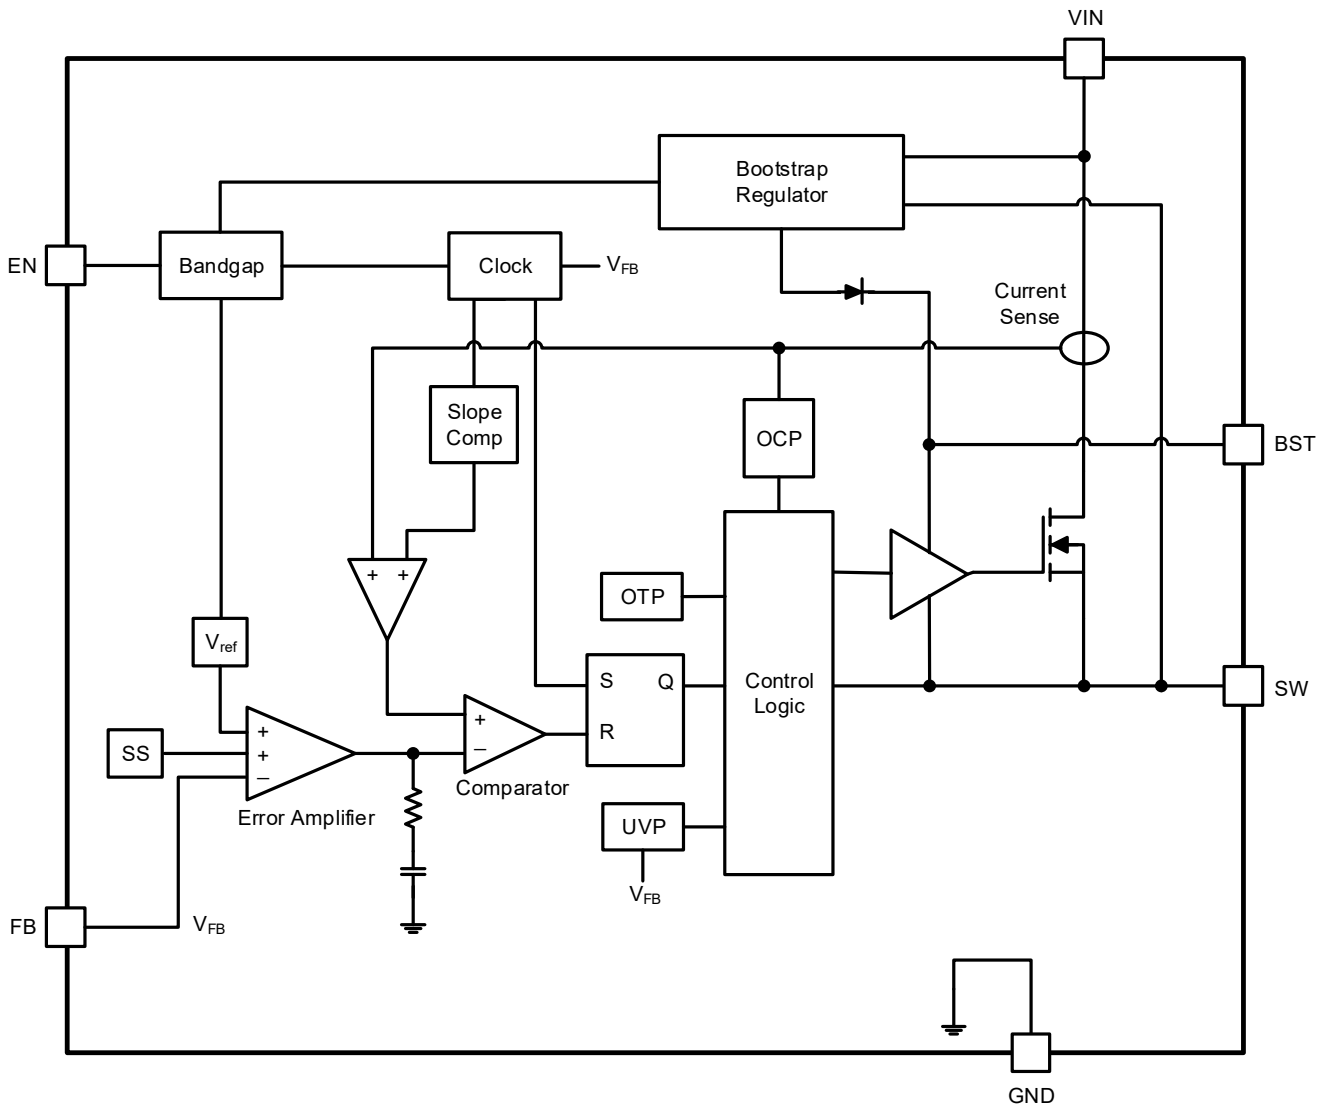 VIN
Bootstrap
Regulator
EN
Bandgap
Clock
VFB
Current
Sense
Slope
Comp
OCP
BST
+ +
OTP
Vref
S Q
R
Control
Logic
SW
SS
+
+
–
+
–
Comparator
Error Amplifier
UVP
VFB
FB
VFB
GND